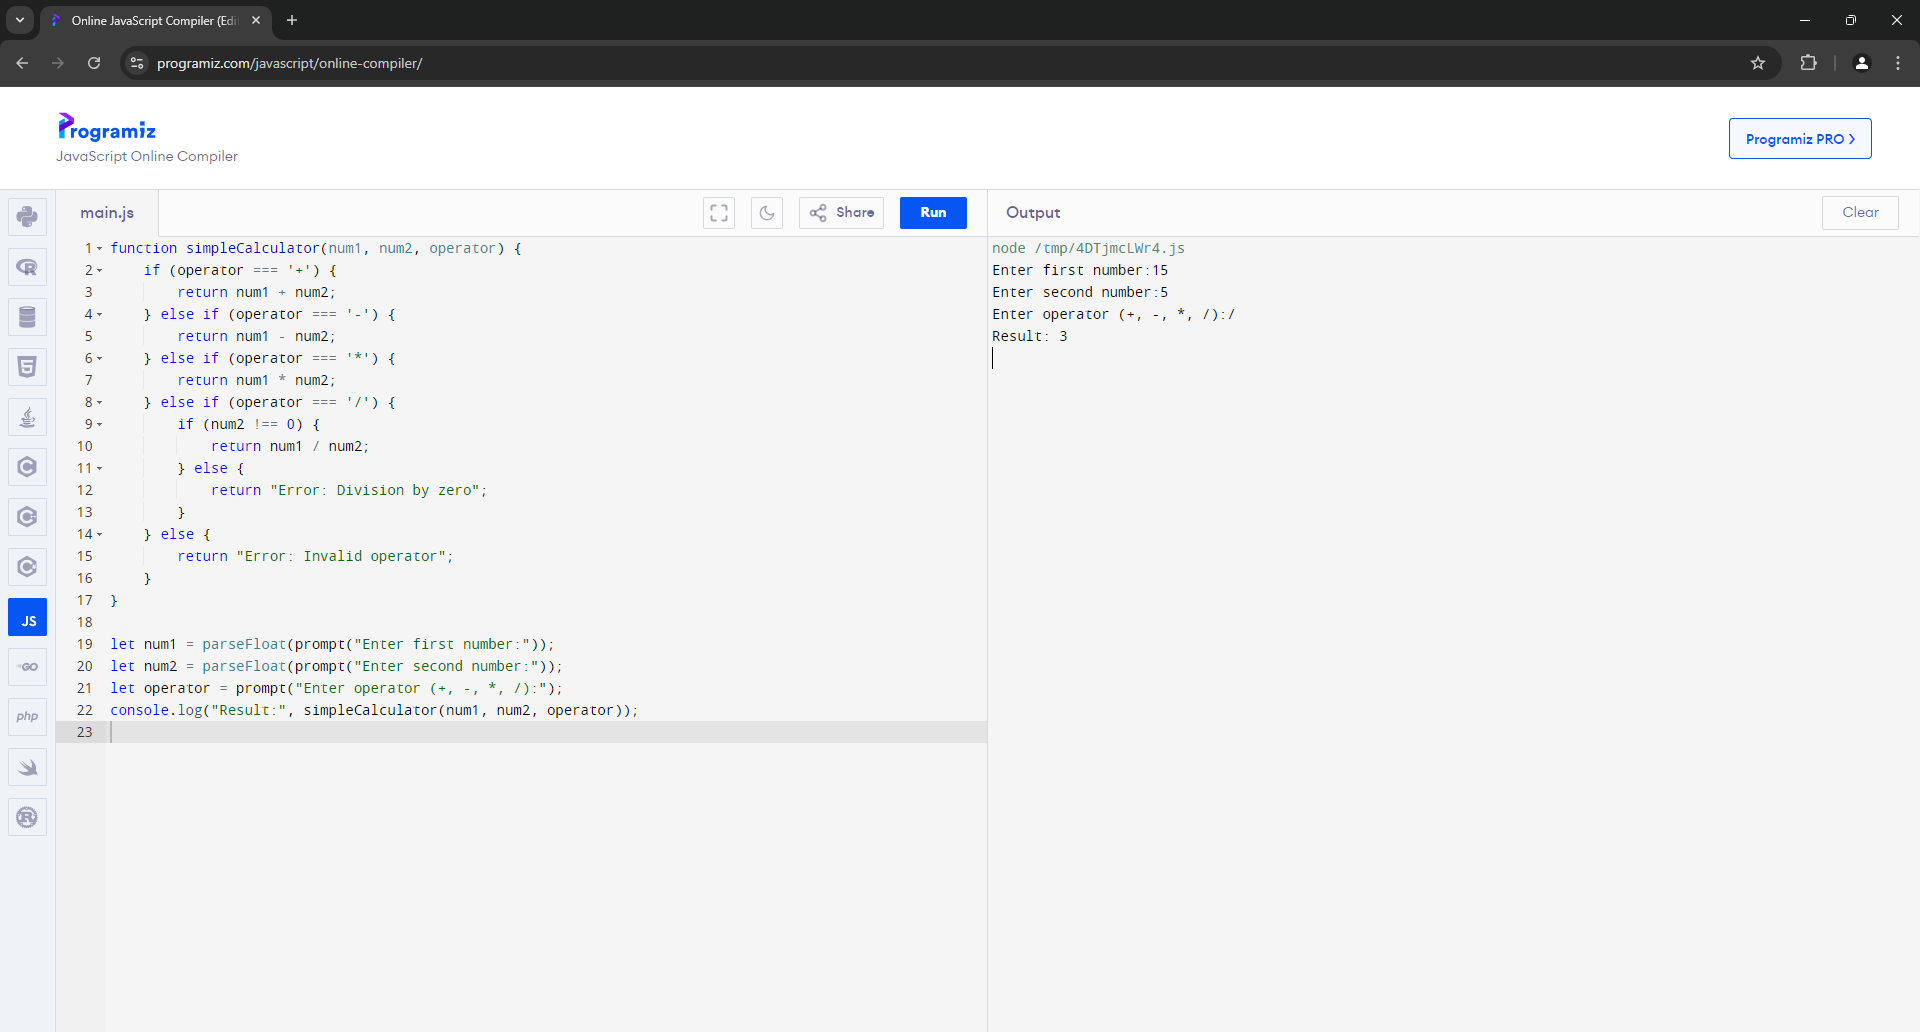 Online JavaScript Compiler (Edi
programiz.com/javascript/online-compiler/
Programiz
JavaScript Online Compiler
Programiz PRO >
main.js
Share
Run
Output
Clear
1 function simpleCalculator(num1, num2, operator) {
2     if (operator === '+') {
3         return num1 + num2;
4     } else if (operator === '-') {
5         return num1 - num2;
6     } else if (operator === '*') {
7         return num1 * num2;
8     } else if (operator === '/') {
9         if (num2 !== 0) {
10             return num1 / num2;
11         } else {
12             return "Error: Division by zero";
13         }
14     } else {
15         return "Error: Invalid operator";
16     }
17 }
18
19 let num1 = parseFloat(prompt("Enter first number:"));
20 let num2 = parseFloat(prompt("Enter second number:"));
21 let operator = prompt("Enter operator (+, -, *, /):");
22 console.log("Result:", simpleCalculator(num1, num2, operator));
23
node /tmp/4DTjmcLWr4.js
Enter first number:15
Enter second number:5
Enter operator (+, -, *, /):/
Result: 3
R
5
C
C
C
JS
GO
php
R